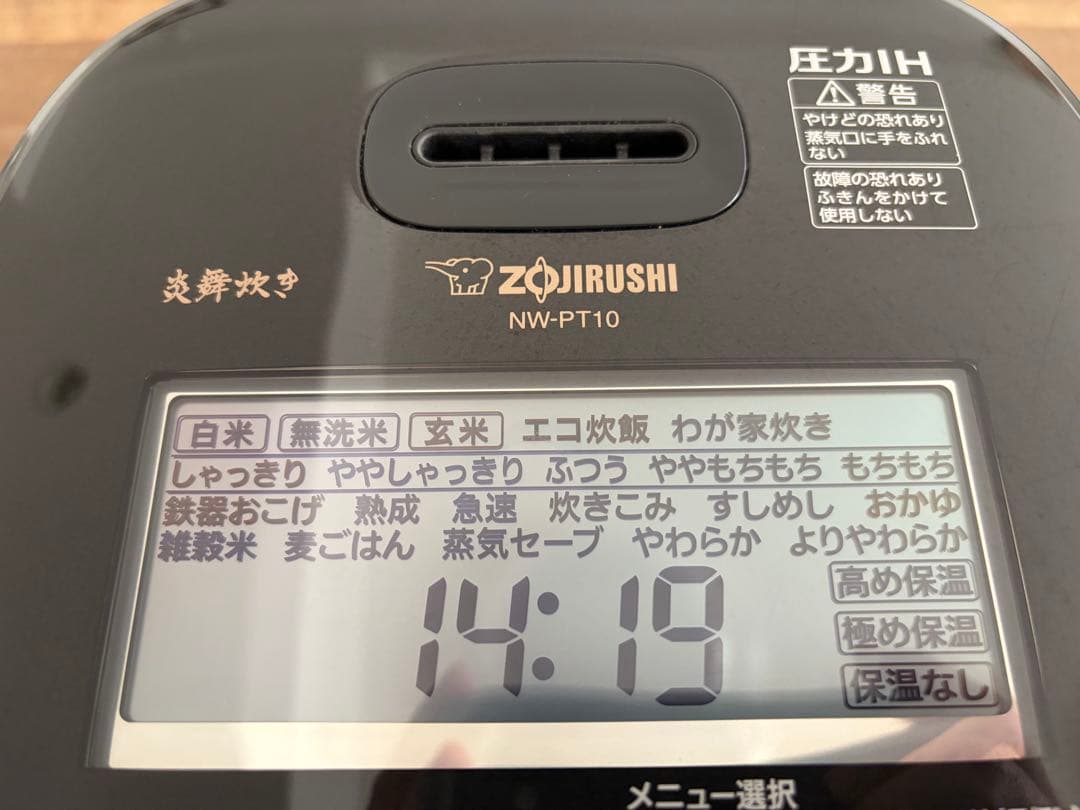 圧力IH
警告
やけどの恐れあり
蒸気口に手をふれ
ない
故障の恐れあり
ふきんをかけて
使用しない
炎舞炊き
ZOJIRUSHI
NW-PT10
白米 無洗米 玄米 エコ炊飯 わが家炊き
しゃっきり ややしゃっきり ふつう ややもちもち もちもち
鉄器おこげ 熟成 急速 炊きこみ すしめし おかゆ
雑穀米 麦ごはん 蒸気セーブ やわらか よりやわらか
14:19
高め保温
極め保温
保温なし
メニュー選択